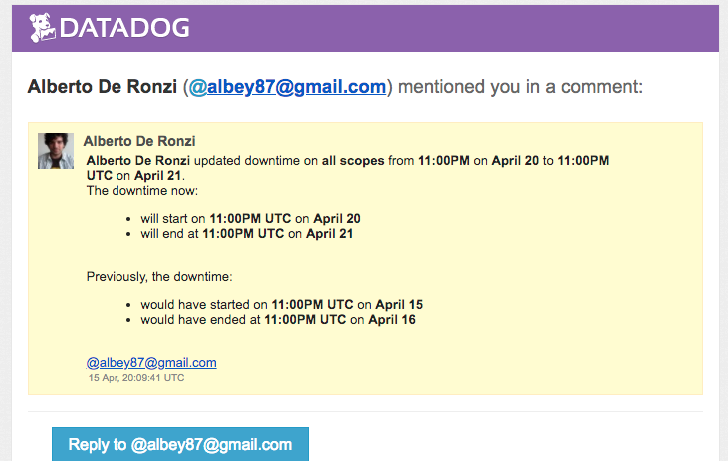 DATADOG
Alberto De Ronzi (@albey87@gmail.com) mentioned you in a comment:
Alberto De Ronzi
Alberto De Ronzi updated downtime on all scopes from 11:00PM on April 20 to 11:00PM
UTC on April 21.
The downtime now:
• will start on 11:00PM UTC on April 20
• will end at 11:00PM UTC on April 21
Previously, the downtime:
• would have started on 11:00PM UTC on April 15
• would have ended at 11:00PM UTC on April 16
@albey87@gmail.com
15 Apr, 20:09:41 UTC
Reply to @albey87@gmail.com